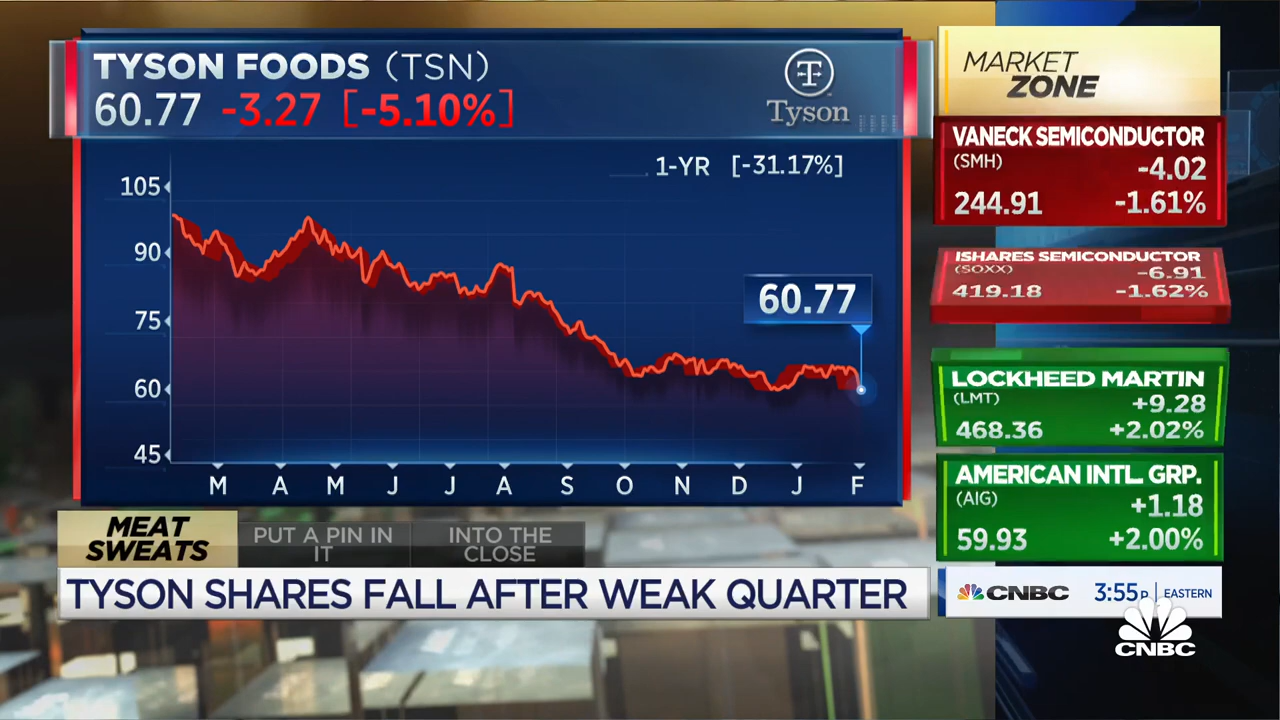 TYSON FOODS (TSN)
60.77 -3.27 [-5.10%]
Tyson
1-YR [-31.17%]
105
90
75
60
45
60.77
M A M J J A S O N D J F
MEAT
SWEATS
PUT A PIN IN
IT
INTO THE
CLOSE
TYSON SHARES FALL AFTER WEAK QUARTER
MARKET
ZONE
VANECK SEMICONDUCTOR
(SMH) -4.02
244.91 -1.61%
ISHARES SEMICONDUCTOR
(SOXX) -6.91
419.18 -1.62%
LOCKHEED MARTIN
(LMT) +9.28
468.36 +2.02%
AMERICAN INTL. GRP.
(AIG) +1.18
59.93 +2.00%
CNBC 3:55P EASTERN
CNBC